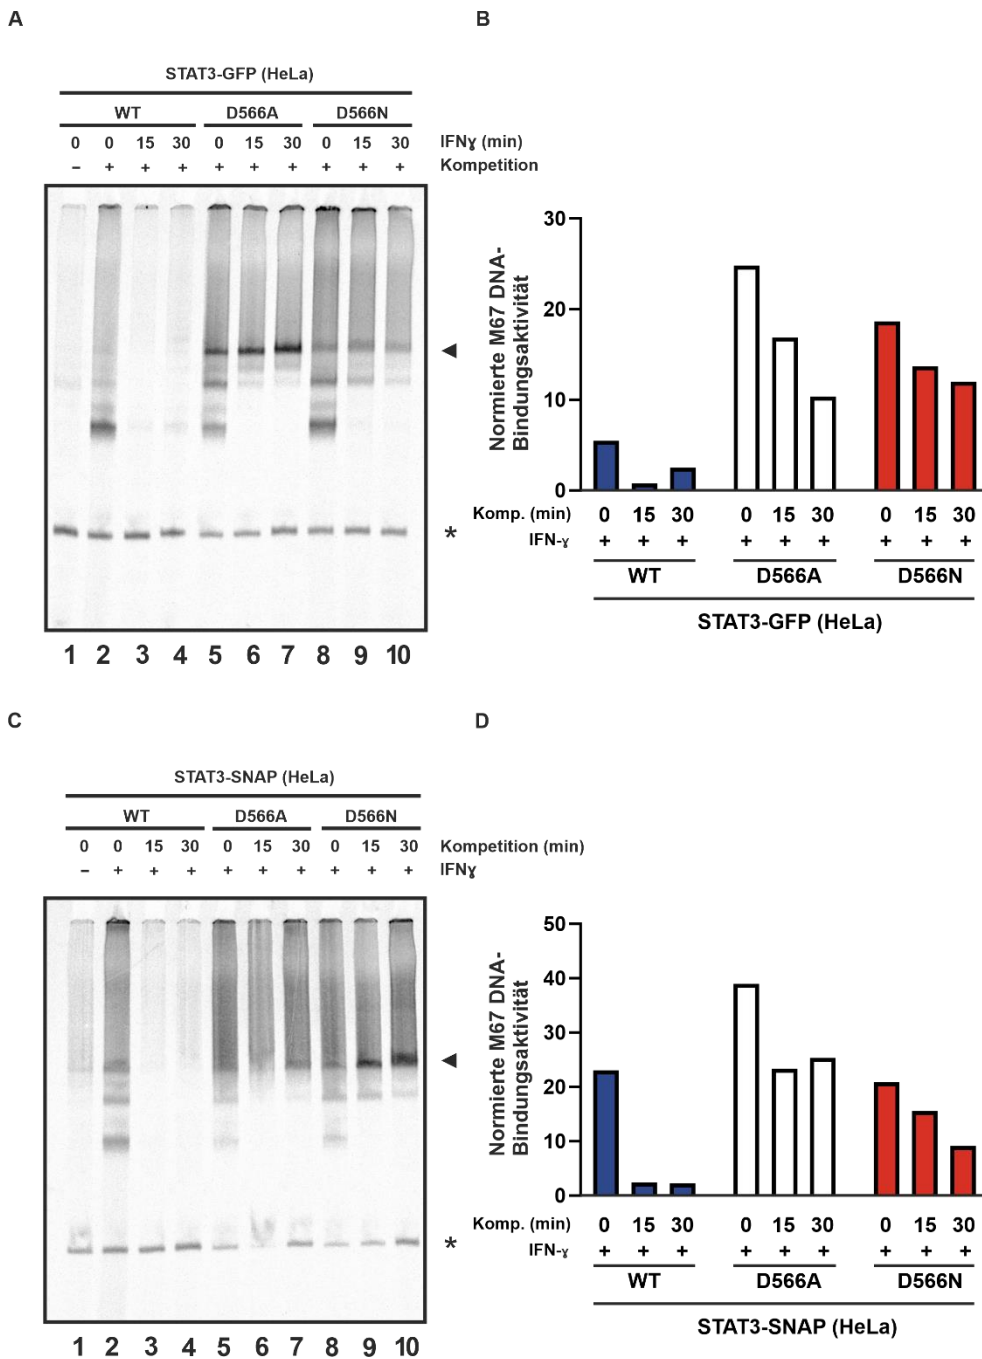 A
STAT3-GFP (HeLa)
WT D566A D566N
0 0 15 30 0 15 30 0 15 30 IFNɣ (min)
– + + + + + + + + + Kompetition
◄
*
1 2 3 4 5 6 7 8 9 10
B
Normierte M67 DNA-
Bindungsaktivität
30
20
10
0
Komp. (min) 0 15 30 0 15 30 0 15 30
IFN-ɣ + + + + + + + + +
WT D566A D566N
STAT3-GFP (HeLa)
C
STAT3-SNAP (HeLa)
WT D566A D566N
0 0 15 30 0 15 30 0 15 30 Kompetition (min)
– + + + + + + + + + IFNɣ
◄
*
1 2 3 4 5 6 7 8 9 10
D
Normierte M67 DNA-
Bindungsaktivität
50
40
30
20
10
0
Komp. (min) 0 15 30 0 15 30 0 15 30
IFN-ɣ + + + + + + + + +
WT D566A D566N
STAT3-SNAP (HeLa)